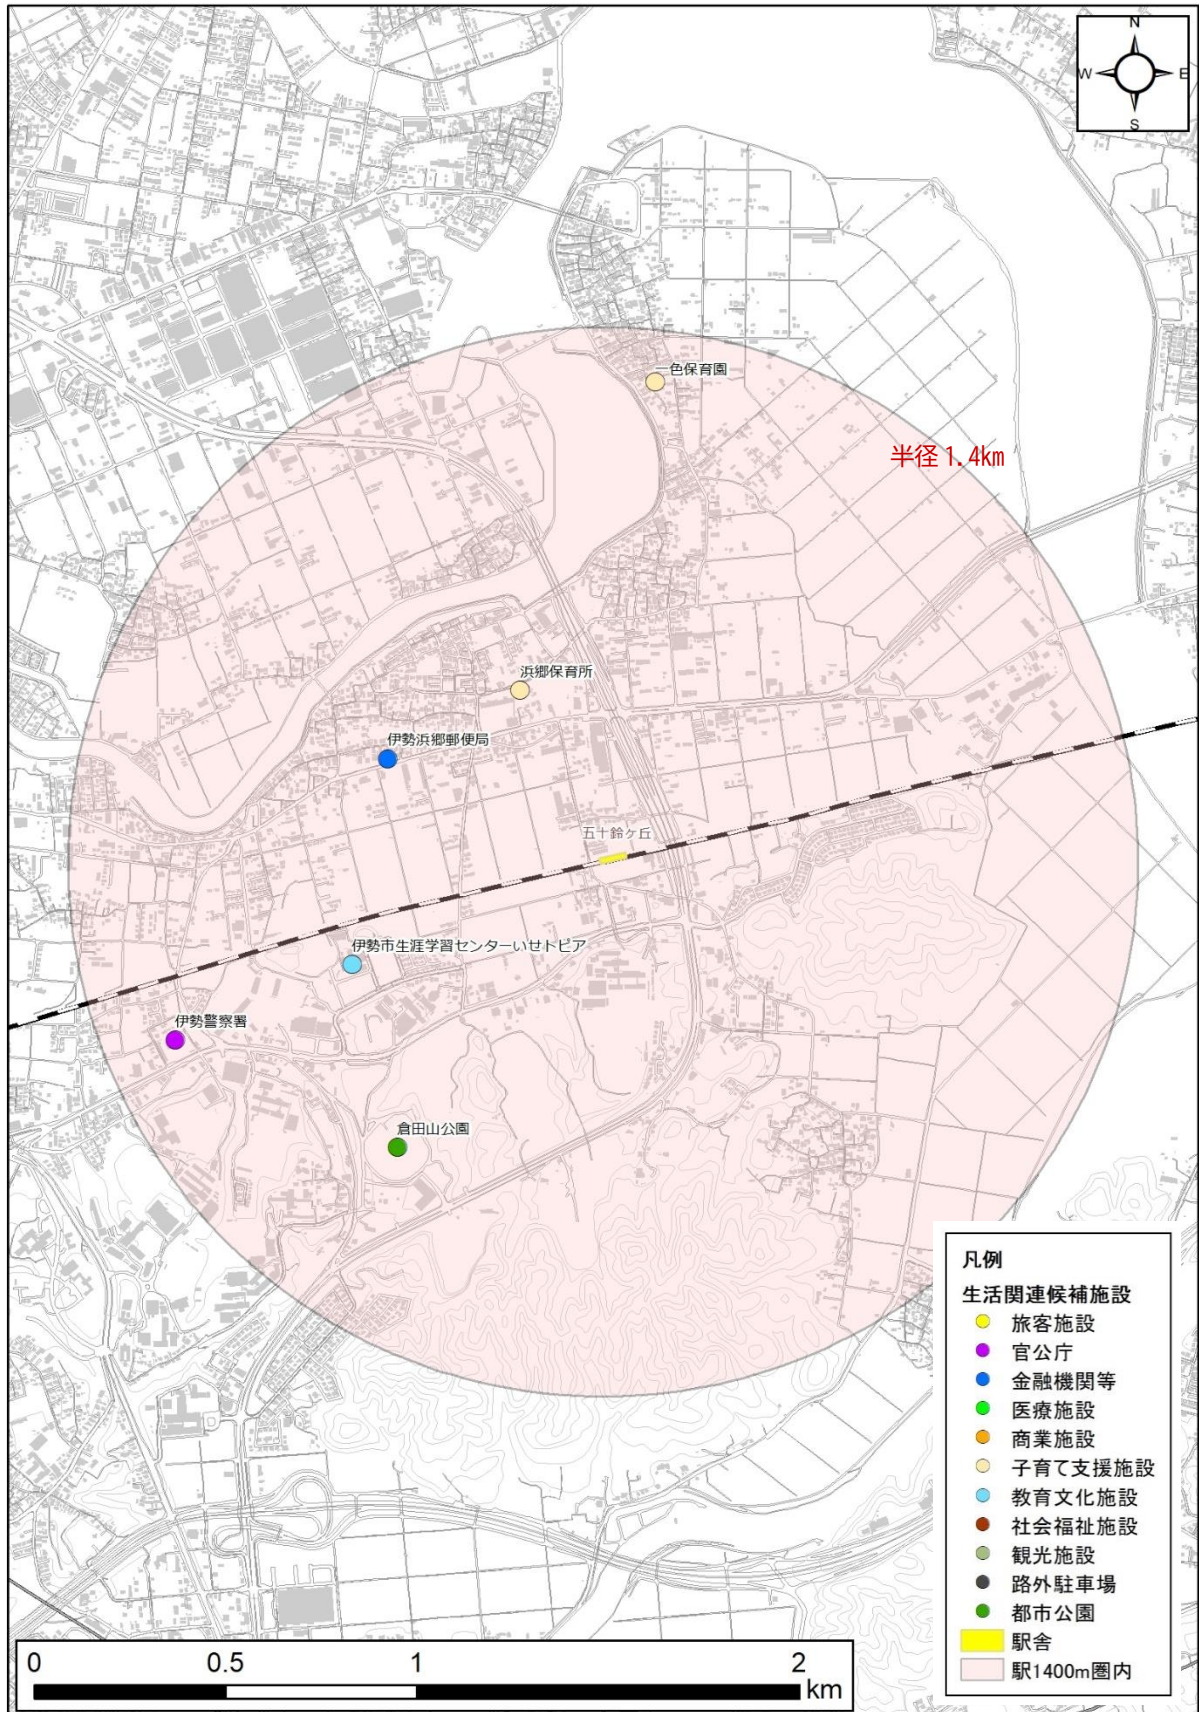 N
W
E
S
一色保育園
半径1.4km
浜郷保育所
伊勢浜郷郵便局
五十鈴ヶ丘
伊勢市生涯学習センターいせトピア
伊勢警察署
倉田山公園
凡例
生活関連候補施設
旅客施設
官公庁
金融機関等
医療施設
商業施設
子育て支援施設
教育文化施設
社会福祉施設
観光施設
路外駐車場
都市公園
駅舎
駅1400m圏内
0 0.5 1 2
km